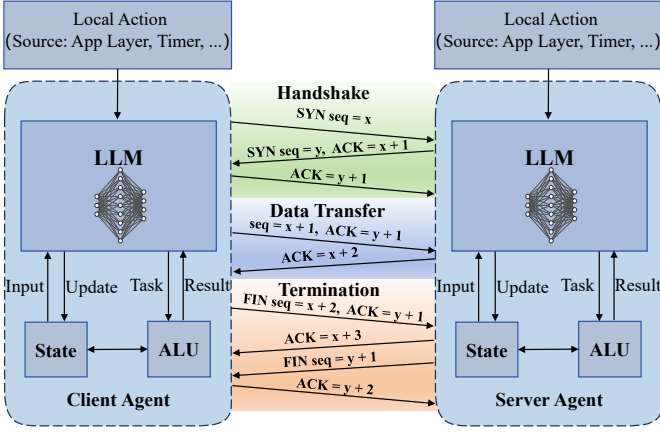 Local Action
(Source: App Layer, Timer, ...)
Local Action
(Source: App Layer, Timer, ...)
Handshake
SYN seq = x
SYN seq = y, ACK = x + 1
ACK = y + 1
Data Transfer
seq = x + 1, ACK = y + 1
ACK = x + 2
Termination
FIN seq = x + 2, ACK = y + 1
ACK = x + 3
FIN seq = y + 1
ACK = y + 2
LLM
Input
Update
Task
Result
State
ALU
Client Agent
LLM
Input
Update
Task
Result
State
ALU
Server Agent